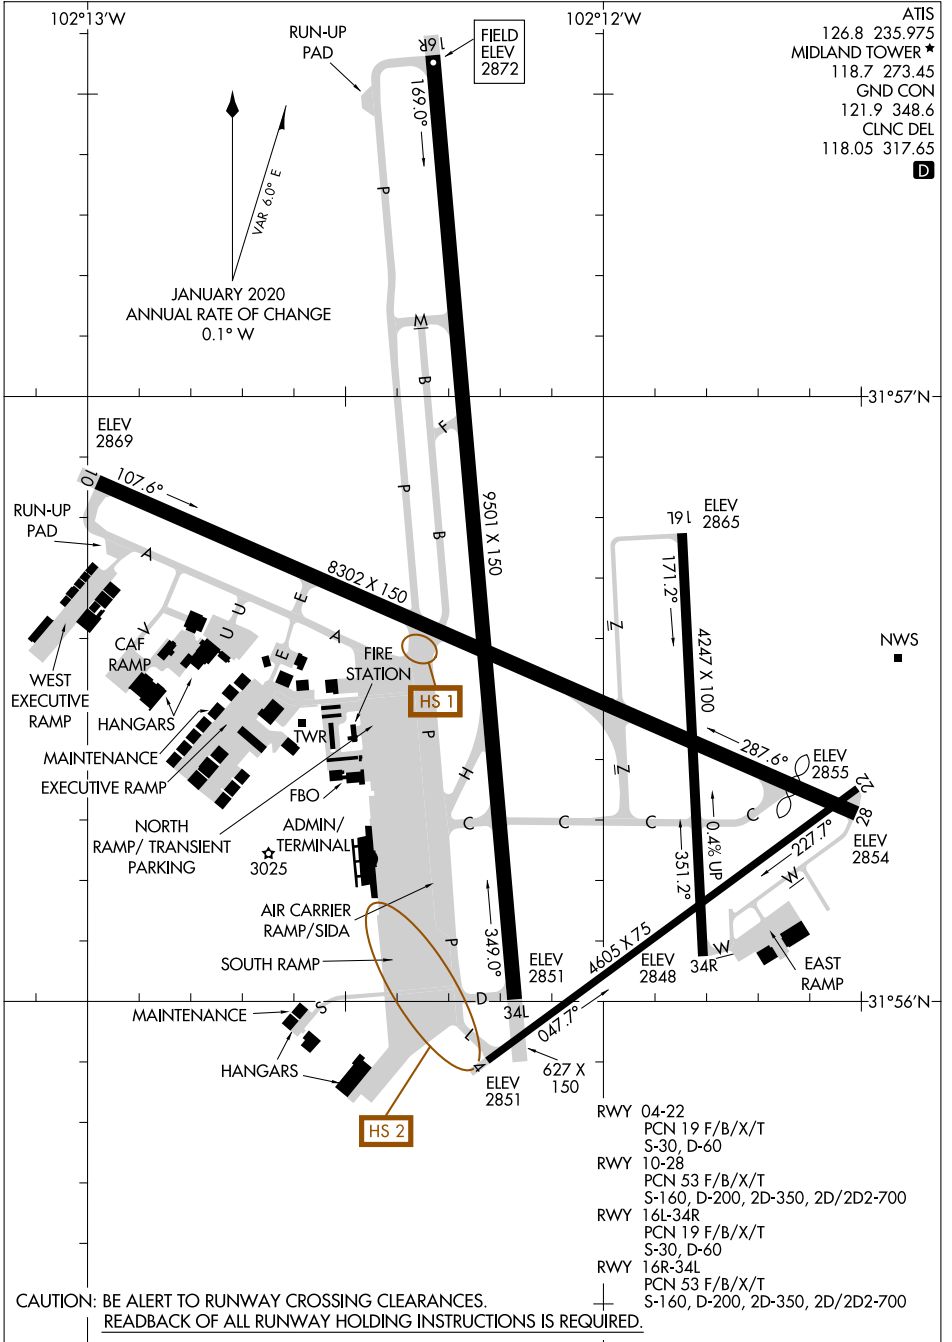 102°13'W
102°12'W
ATIS
126.8 235.975
MIDLAND TOWER★
118.7 273.45
GND CON
121.9 348.6
CLNC DEL
118.05 317.65
D
RUN-UP
PAD
16R
FIELD
ELEV
2872
169.0°
P
VAR 6.0° E
JANUARY 2020
ANNUAL RATE OF CHANGE
0.1° W
M
B
31°57'N
F
ELEV
2869
10
107.6°
P
9501 X 150
B
RUN-UP
PAD
A
ELEV
2865
16L
171.2°
8302 X 150
E
U
U
V
A
E
Z
4247 X 100
NWS
CAF
RAMP
FIRE
STATION
WEST
EXECUTIVE
RAMP
HANGARS
HS 1
TWR
P
MAINTENANCE
EXECUTIVE RAMP
H
Z
287.6°
ELEV
2855
22
FBO
NORTH
RAMP/ TRANSIENT
PARKING
ADMIN/
TERMINAL
C
C
C
C
28
0.4% UP
351.2°
227.7°
ELEV
2854
3025
W
AIR CARRIER
RAMP/SIDA
P
349.0°
4605 X 75
SOUTH RAMP
ELEV
2851
ELEV
2848
34R
W
EAST
RAMP
D
34L
31°56'N
MAINTENANCE
S
L
047.7°
HANGARS
4
ELEV
2851
627 X
150
HS 2
RWY 04-22
PCN 19 F/B/X/T
S-30, D-60
RWY 10-28
PCN 53 F/B/X/T
S-160, D-200, 2D-350, 2D/2D2-700
RWY 16L-34R
PCN 19 F/B/X/T
S-30, D-60
RWY 16R-34L
PCN 53 F/B/X/T
S-160, D-200, 2D-350, 2D/2D2-700
CAUTION: BE ALERT TO RUNWAY CROSSING CLEARANCES.
READBACK OF ALL RUNWAY HOLDING INSTRUCTIONS IS REQUIRED.